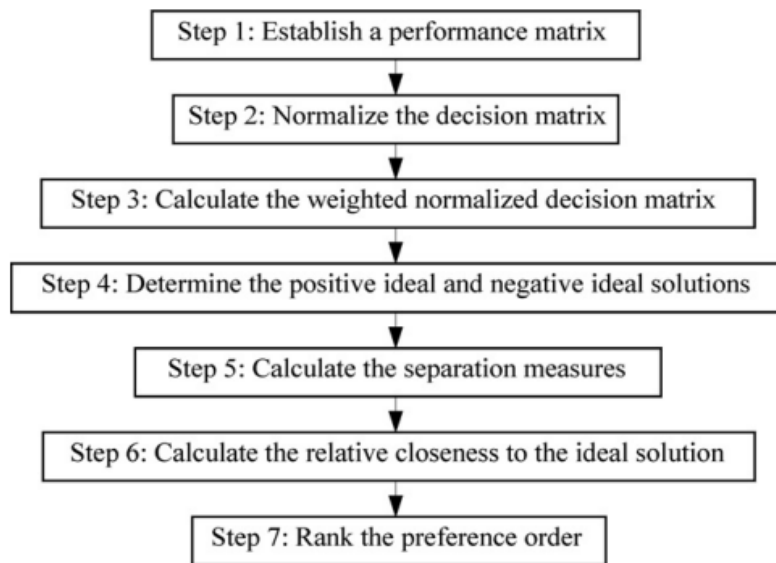 Step 1: Establish a performance matrix
Step 2: Normalize the decision matrix
Step 3: Calculate the weighted normalized decision matrix
Step 4: Determine the positive ideal and negative ideal solutions
Step 5: Calculate the separation measures
Step 6: Calculate the relative closeness to the ideal solution
Step 7: Rank the preference order